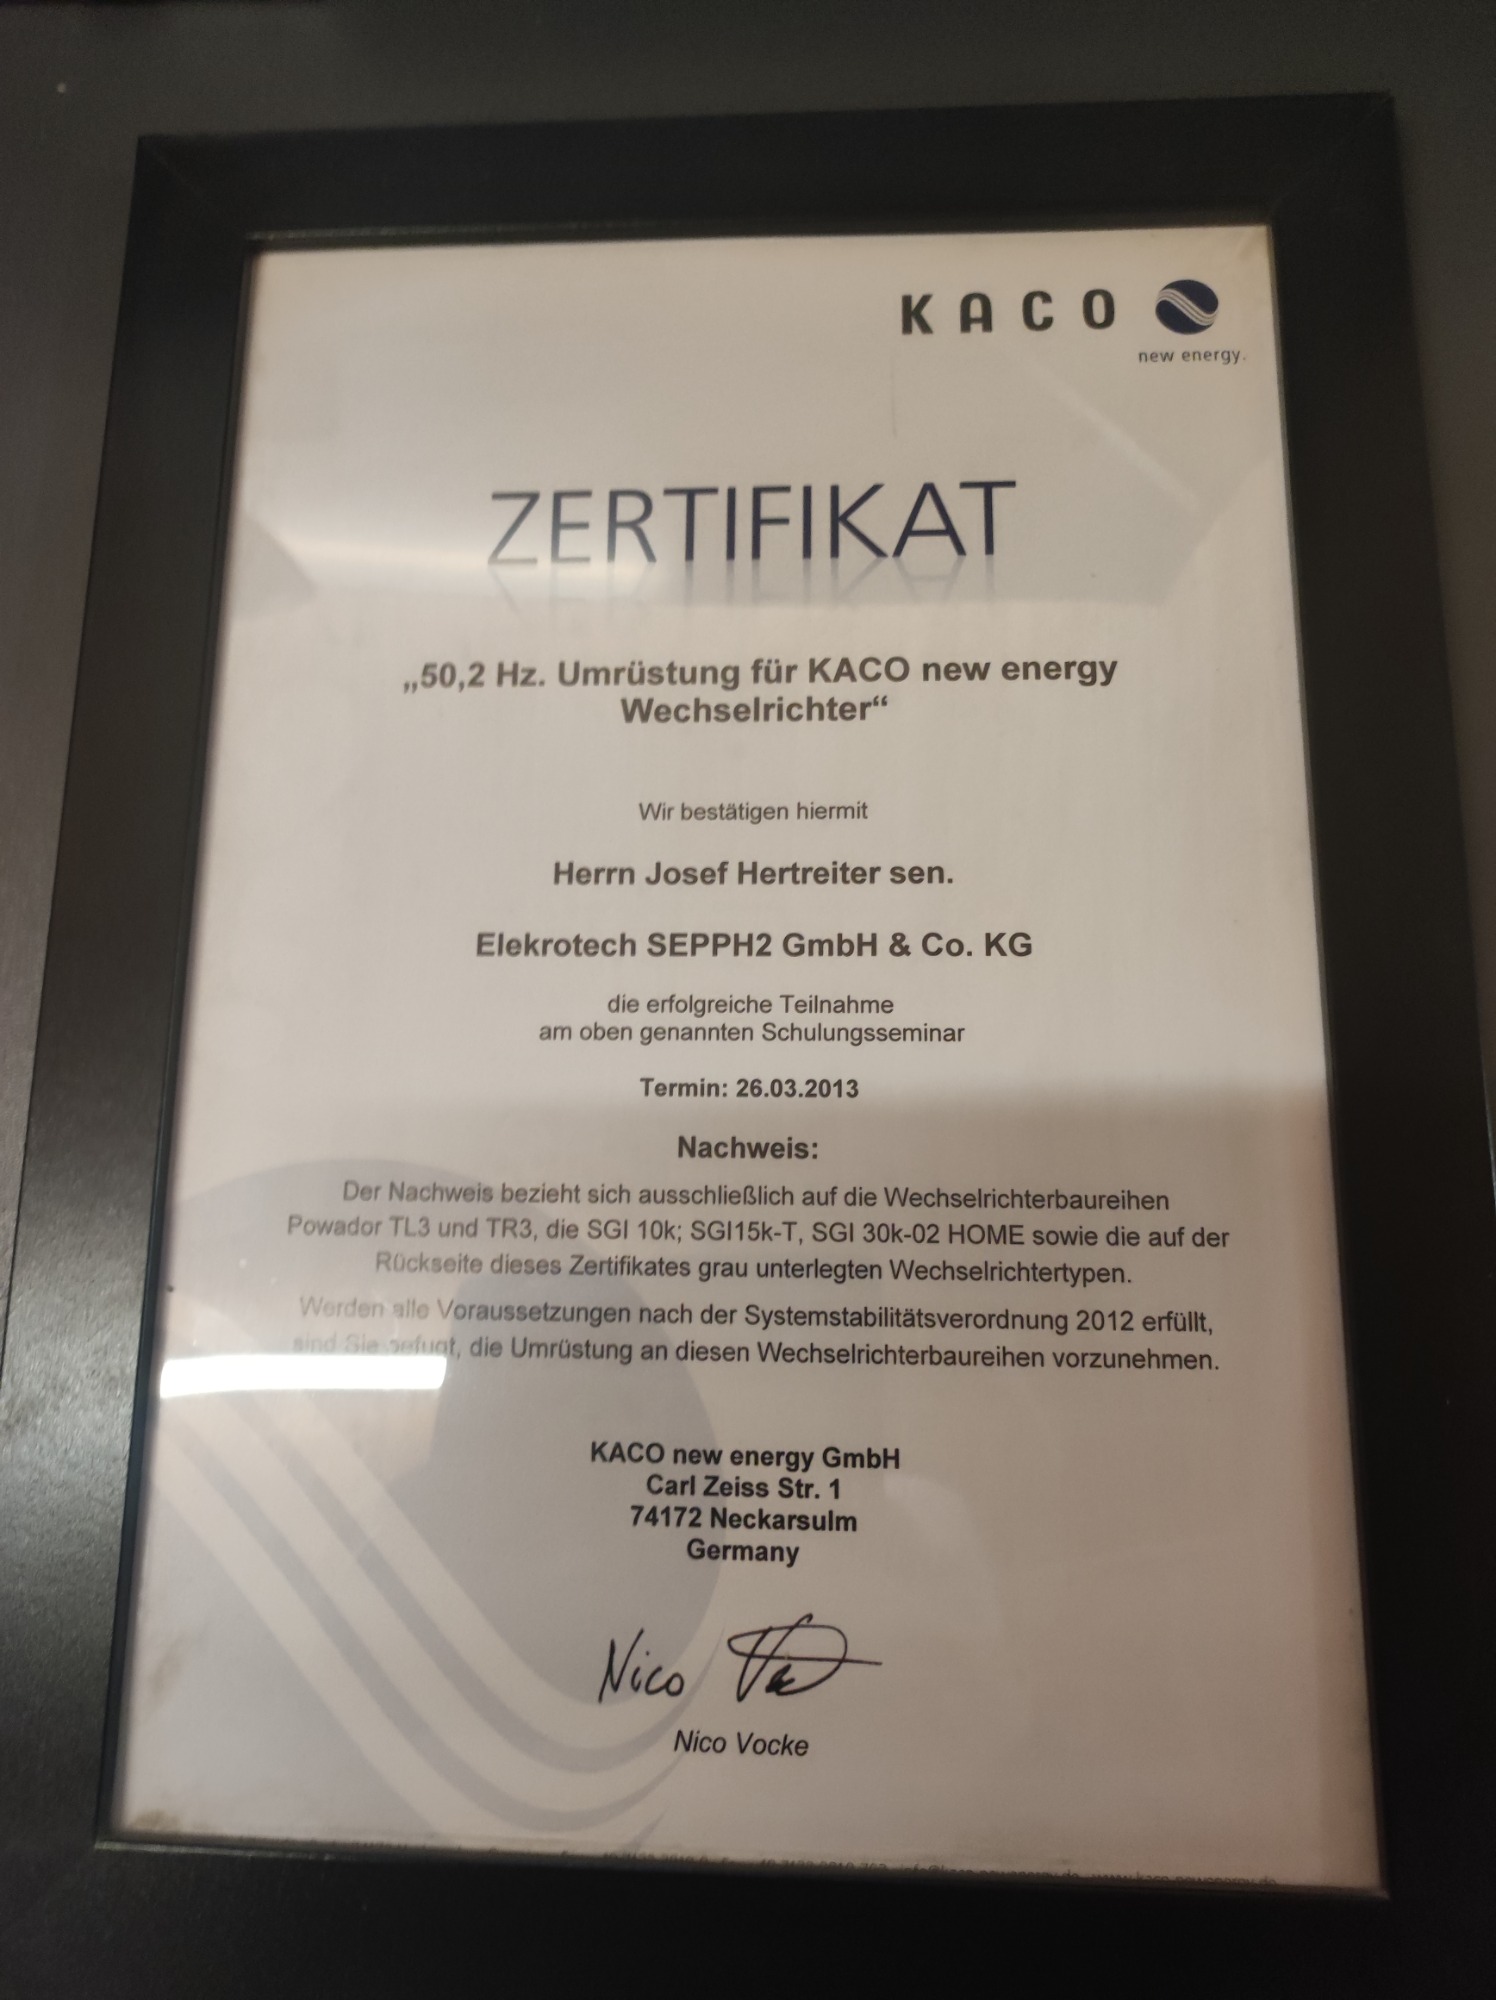 KACO
new energy.
ZERTIFIKAT
„50,2 Hz. Umrüstung für KACO new energy
Wechselrichter“
Wir bestätigen hiermit
Herrn Josef Hertreiter sen.
Elekrotech SEPPH2 GmbH & Co. KG
die erfolgreiche Teilnahme
am oben genannten Schulungsseminar
Termin: 26.03.2013
Nachweis:
Der Nachweis bezieht sich ausschließlich auf die Wechselrichterbaureihen
Powador TL3 und TR3, die SGI 10k; SGI15k-T, SGI 30k-02 HOME sowie die auf der
Rückseite dieses Zertifikates grau unterlegten Wechselrichtertypen.
Werden alle Voraussetzungen nach der Systemstabilitätsverordnung 2012 erfüllt,
sind Sie befugt, die Umrüstung an diesen Wechselrichterbaureihen vorzunehmen.
KACO new energy GmbH
Carl Zeiss Str. 1
74172 Neckarsulm
Germany
Nico
Nico Vocke